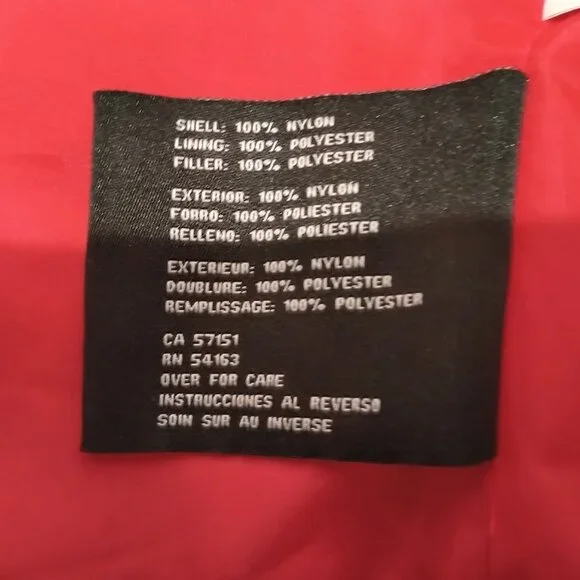 SHELL: 100% NYLON
LINING: 100% POLYESTER
FILLER: 100% POLYESTER
EXTERIOR: 100% NYLON
FORRO: 100% POLIESTER
RELLENO: 100% POLIESTER
EXTERIEUR: 100% NYLON
DOUBLURE: 100% POLYESTER
REMPLISSAGE: 100% POLYESTER
CA 57151
RN 54163
OVER FOR CARE
INSTRUCCIONES AL REVERSO
SOIN SUR AU INVERSE